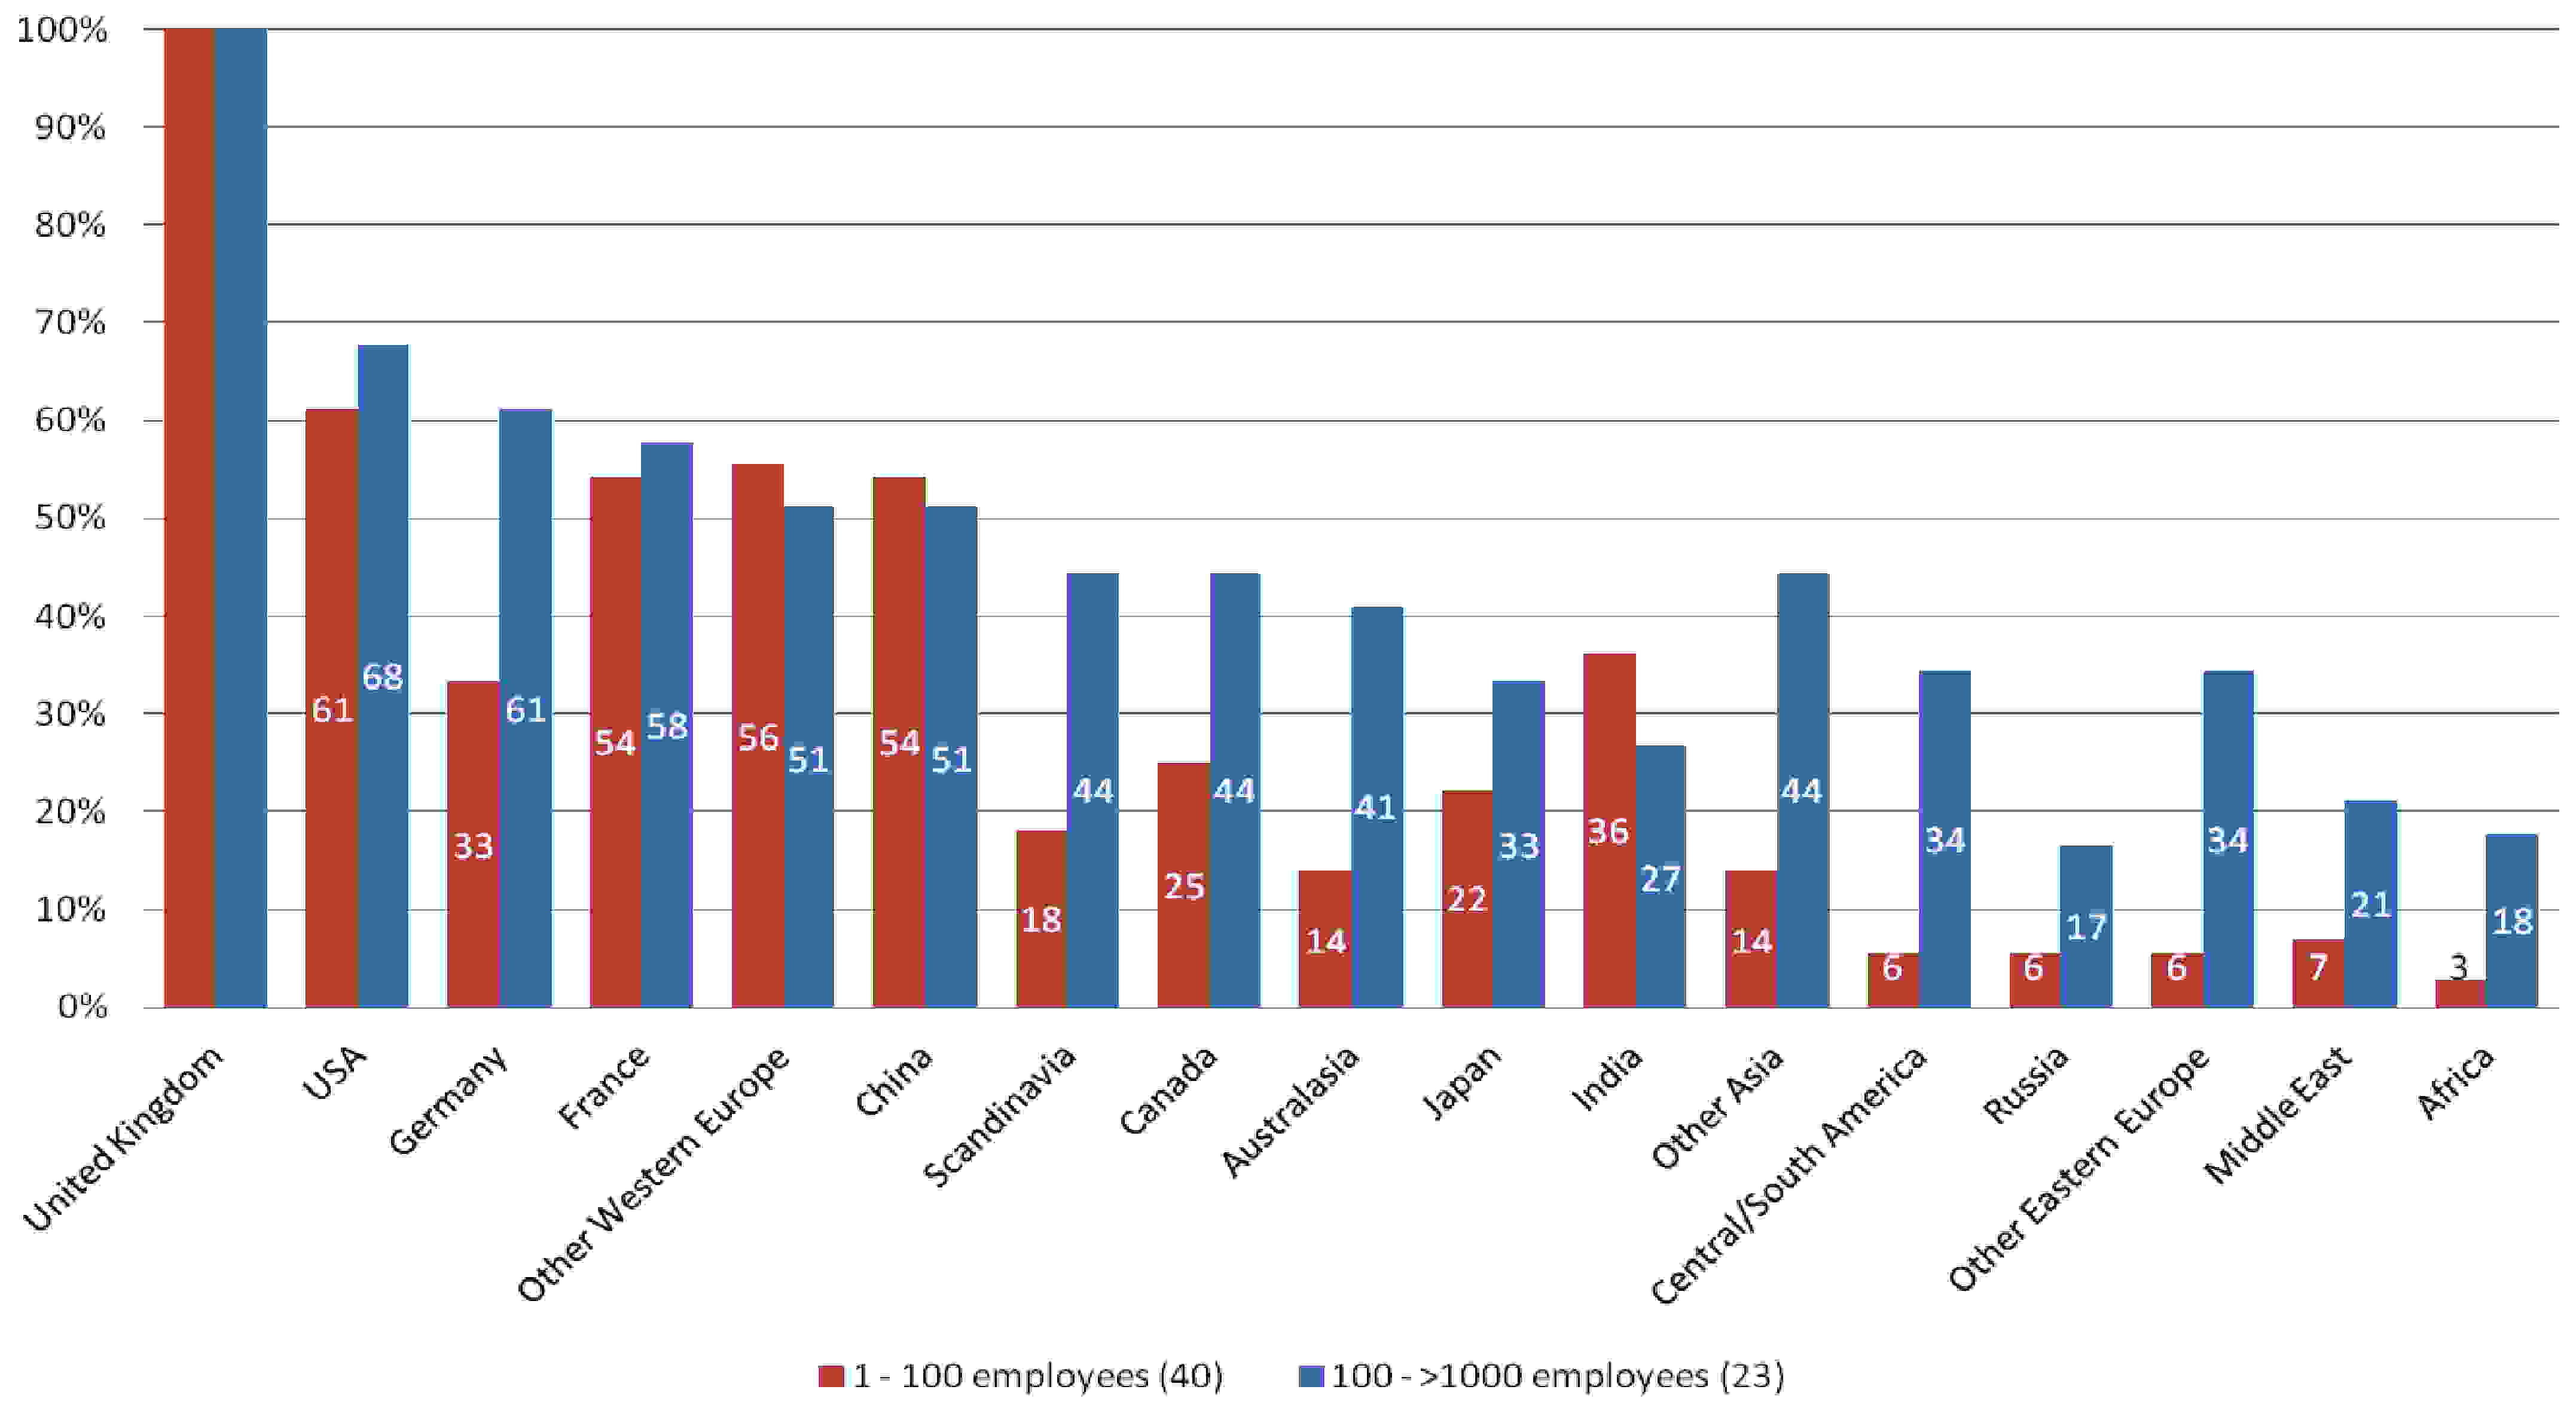 100%
90%
80%
70%
60%
50%
40%
30%
20%
10%
0%
61 68
33 61
54 58
56 51
54 51
18 44
25 44
14 41
22 33
36 27
14 44
6 34
6 17
6 34
7 21
3 18
United Kingdom
USA
Germany
France
Other Western Europe
China
Scandinavia
Canada
Australasia
Japan
India
Other Asia
Central/South America
Russia
Other Eastern Europe
Middle East
Africa
1 - 100 employees (40)
100 - >1000 employees (23)